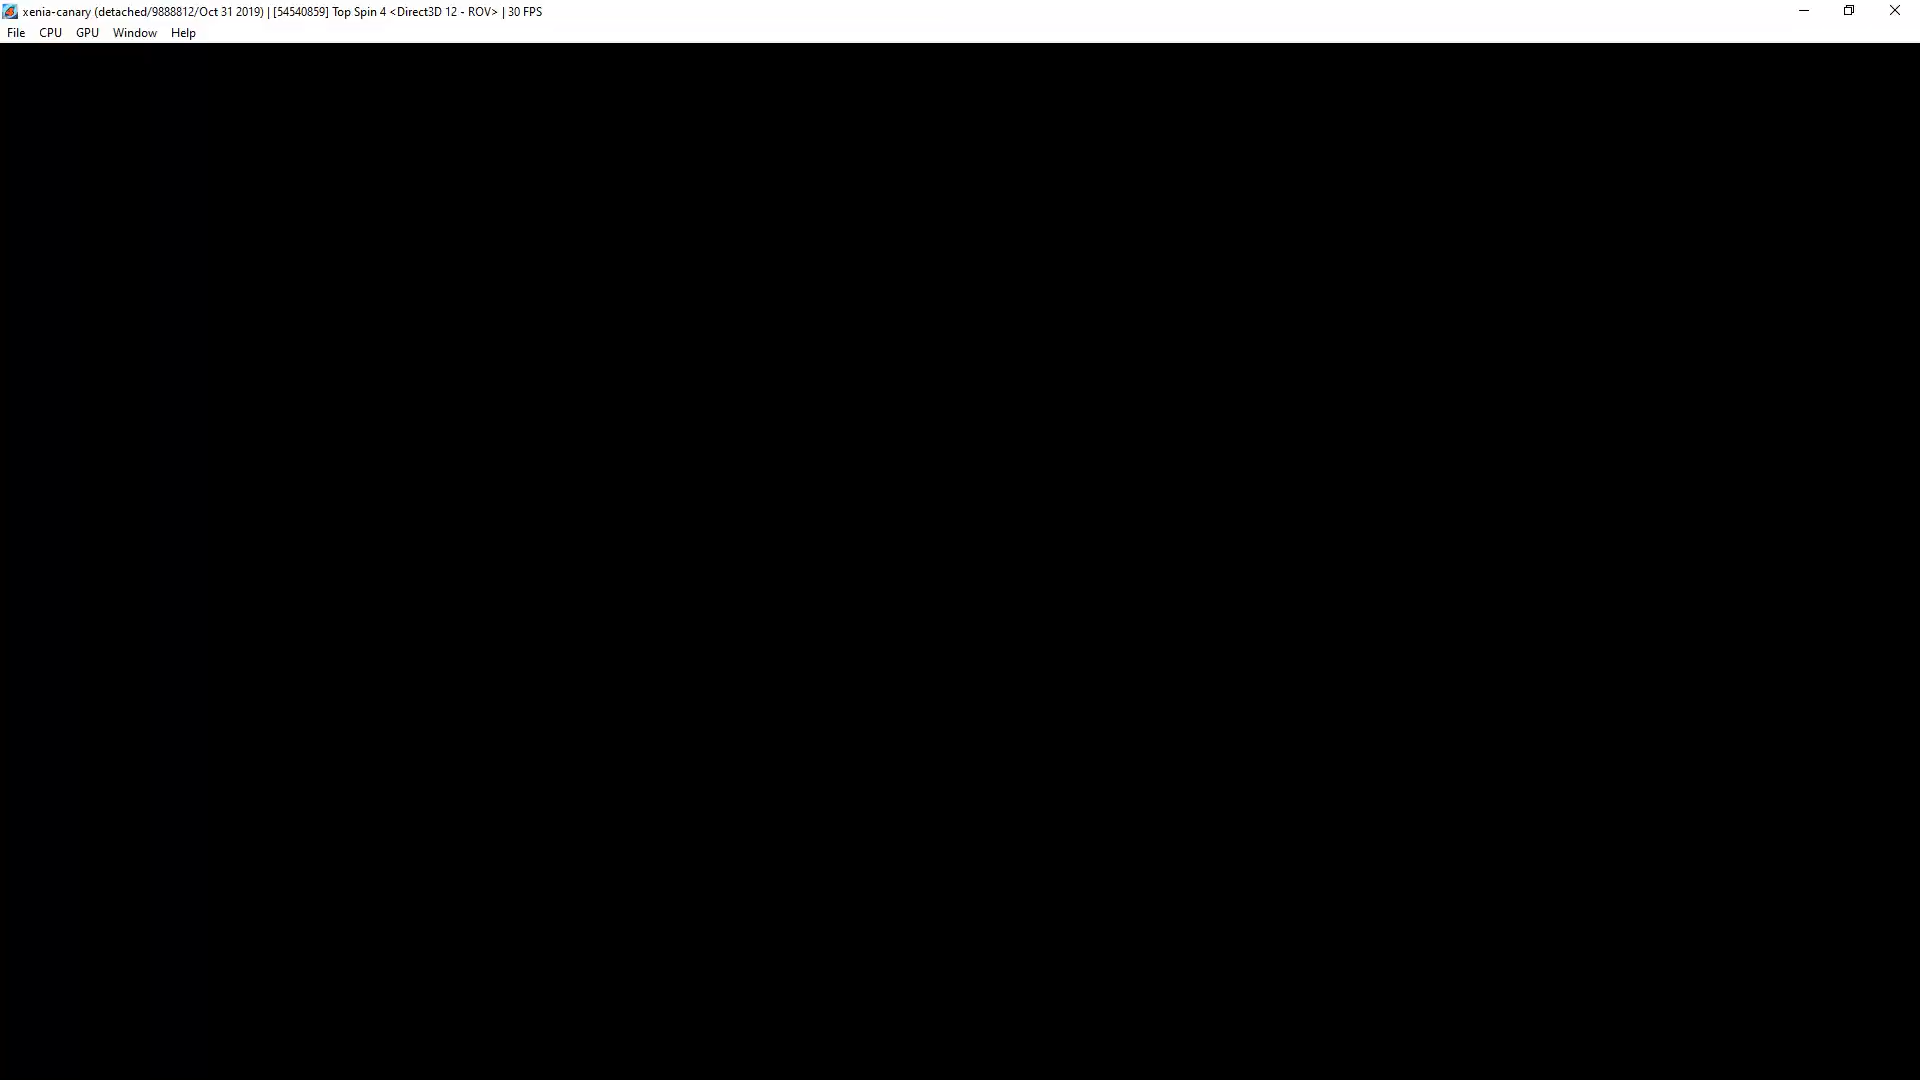 xenia-canary (detached/9888812/Oct 31 2019) | [54540859] Top Spin 4 <Direct3D 12 - ROV> | 30 FPS
File CPU GPU Window Help